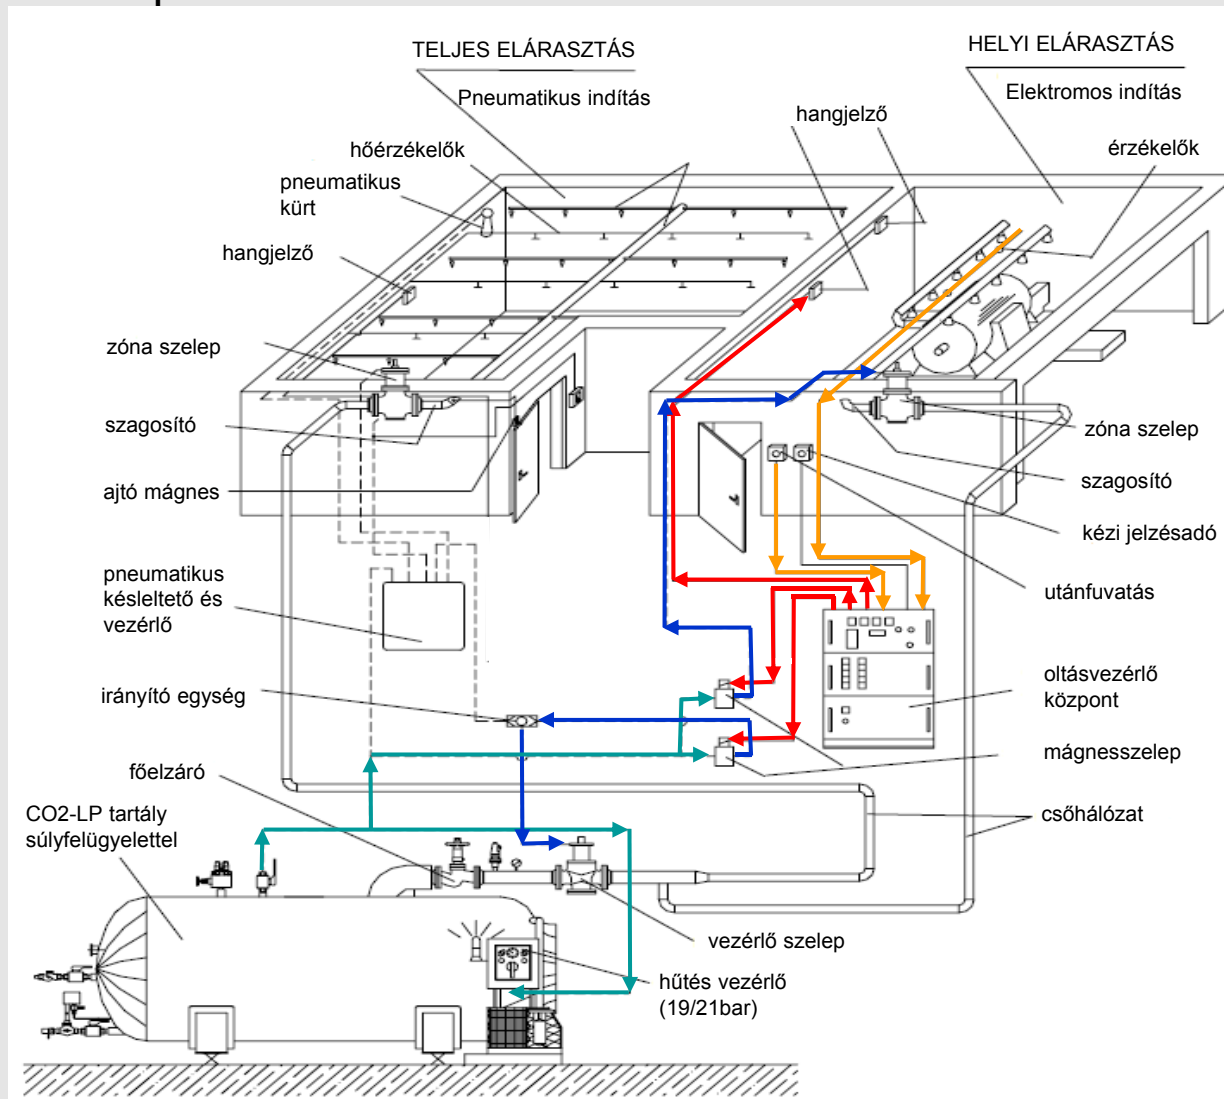 TELJES ELÁRASZTÁS
HELYI ELÁRASZTÁS
Pneumatikus indítás
Elektromos indítás
hangjelző
hőérzékelők
érzékelők
pneumatikus
kürt
hangjelző
zóna szelep
szagosító
zóna szelep
szagosító
ajtó mágnes
kézi jelzésadó
pneumatikus
késleltető és
vezérlő
utánfuvatás
irányító egység
oltásvezérlő
központ
mágnesszelep
főelzáró
CO2-LP tartály
súlyfelügyelettel
csőhálózat
vezérlő szelep
hűtés vezérlő
(19/21bar)